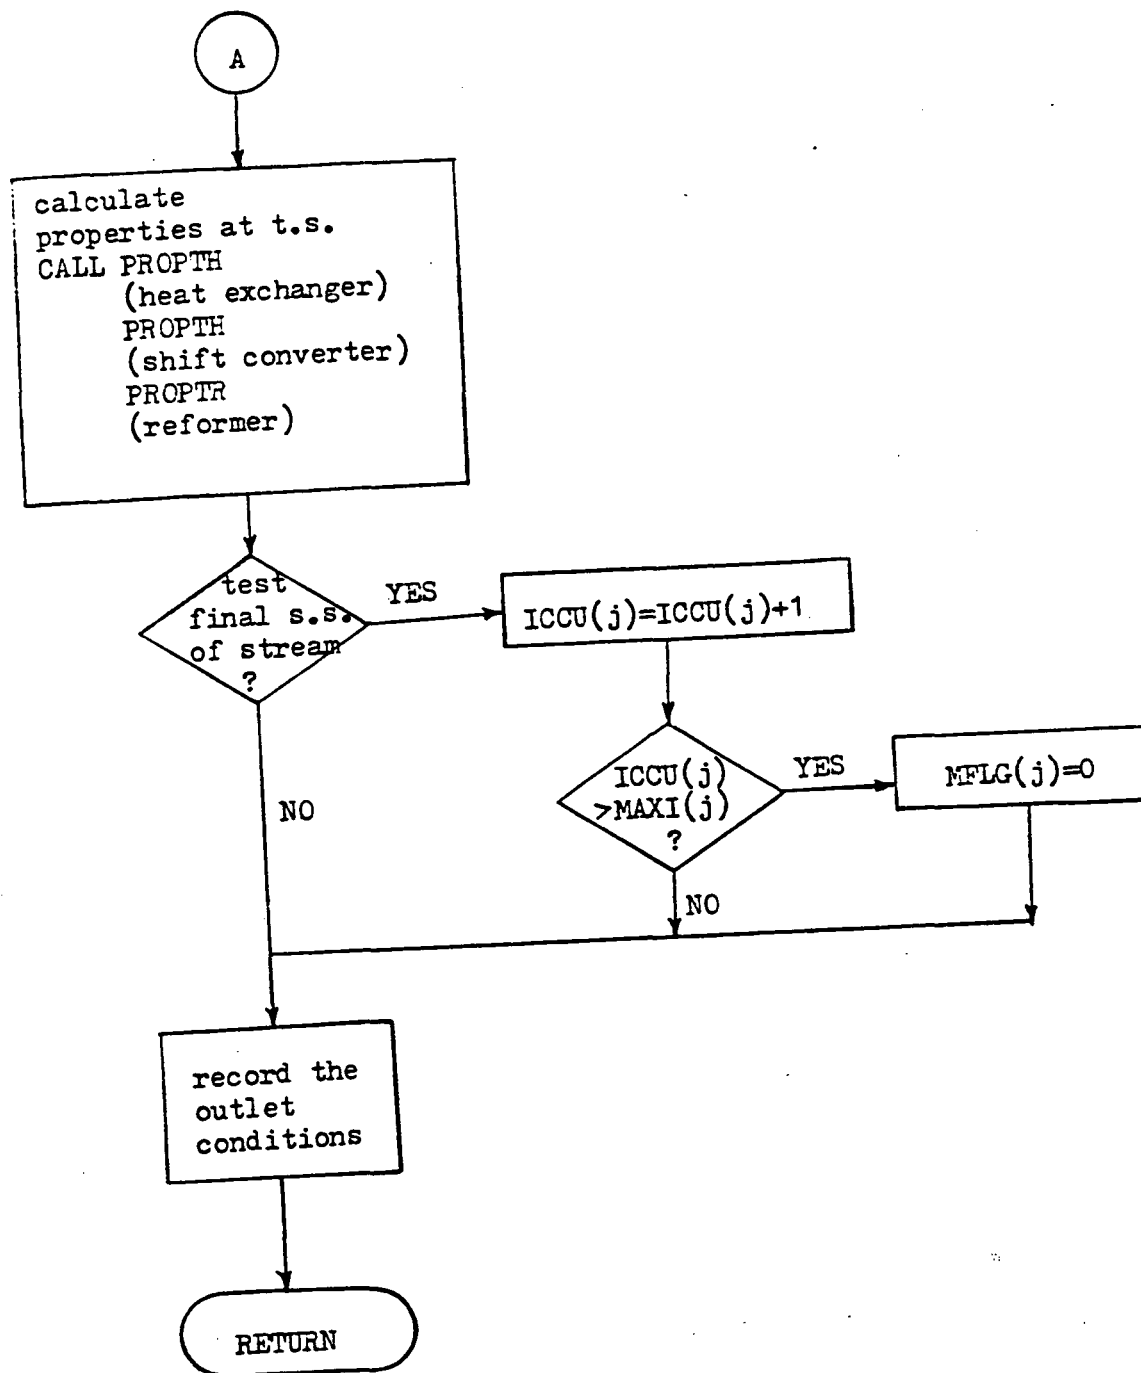 A
calculate
properties at t.s.
CALL PROPTH
(heat exchanger)
PROPTH
(shift converter)
PROPTR
(reformer)
test
final s.s.
of stream
?
YES
ICCU(j)=ICCU(j)+1
ICCU(j)
>MAXI(j)
?
YES
MFLG(j)=0
NO
NO
record the
outlet
conditions
RETURN